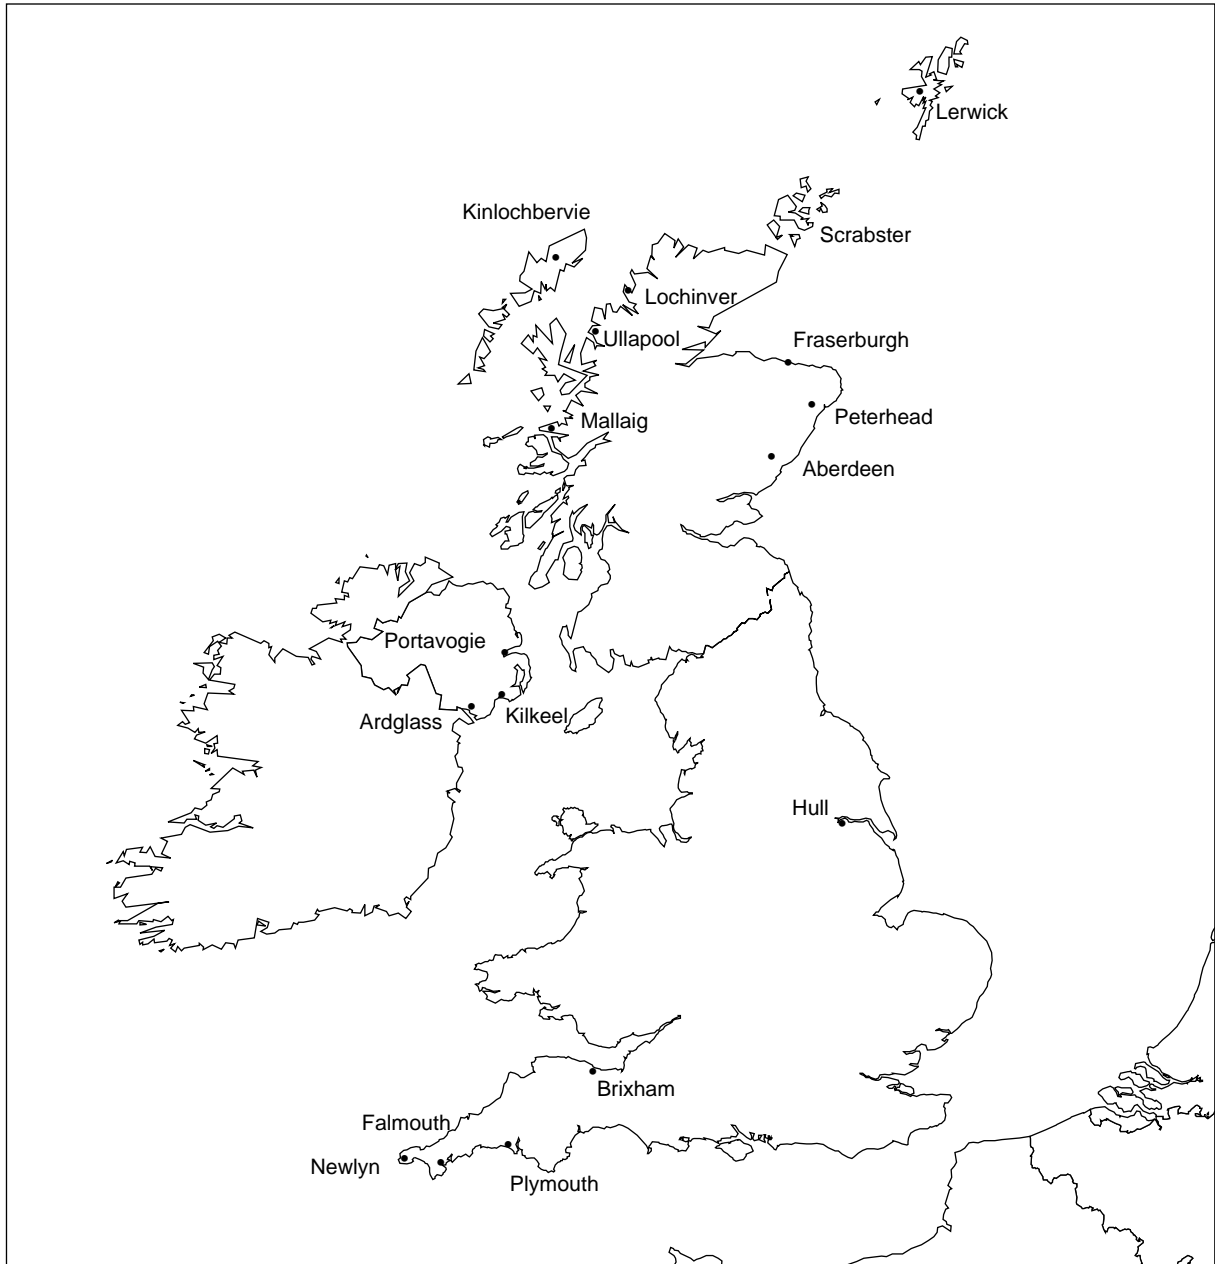 Lerwick
Kinlochbervie
Scrabster
Lochinver
Ullapool
Fraserburgh
Peterhead
Mallaig
Aberdeen
Portavogie
Kilkeel
Ardglass
Hull
Brixham
Falmouth
Newlyn
Plymouth